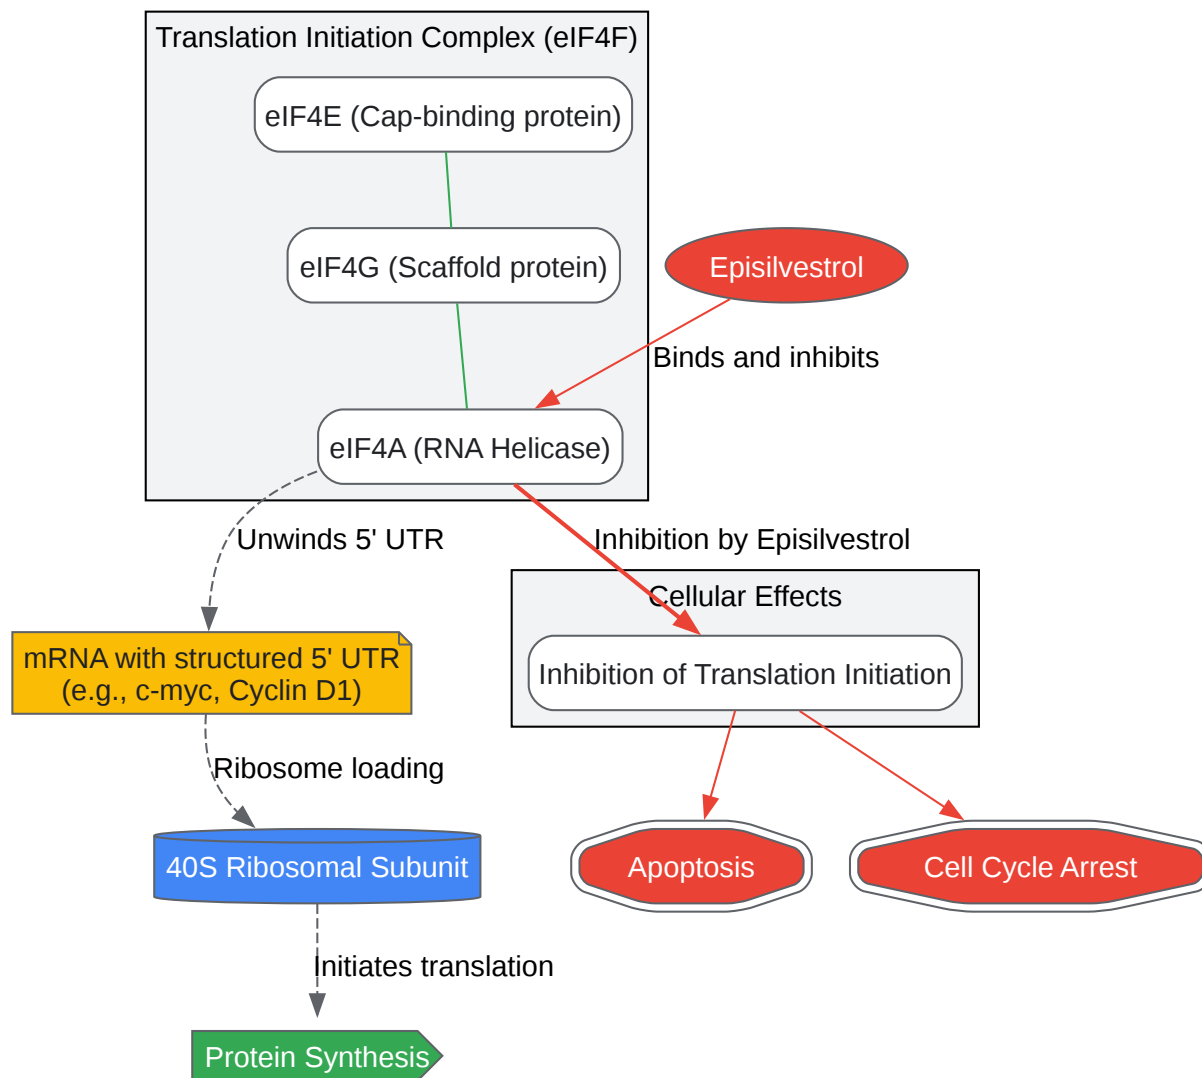 Translation Initiation Complex (eIF4F)
eIF4E (Cap-binding protein)
eIF4G (Scaffold protein)
Episilvestrol
Binds and inhibits
eIF4A (RNA Helicase)
Unwinds 5' UTR
Inhibition by Episilvestrol
Cellular Effects
mRNA with structured 5' UTR
(e.g., c-myc, Cyclin D1)
Inhibition of Translation Initiation
Ribosome loading
40S Ribosomal Subunit
Apoptosis
Cell Cycle Arrest
Initiates translation
Protein Synthesis